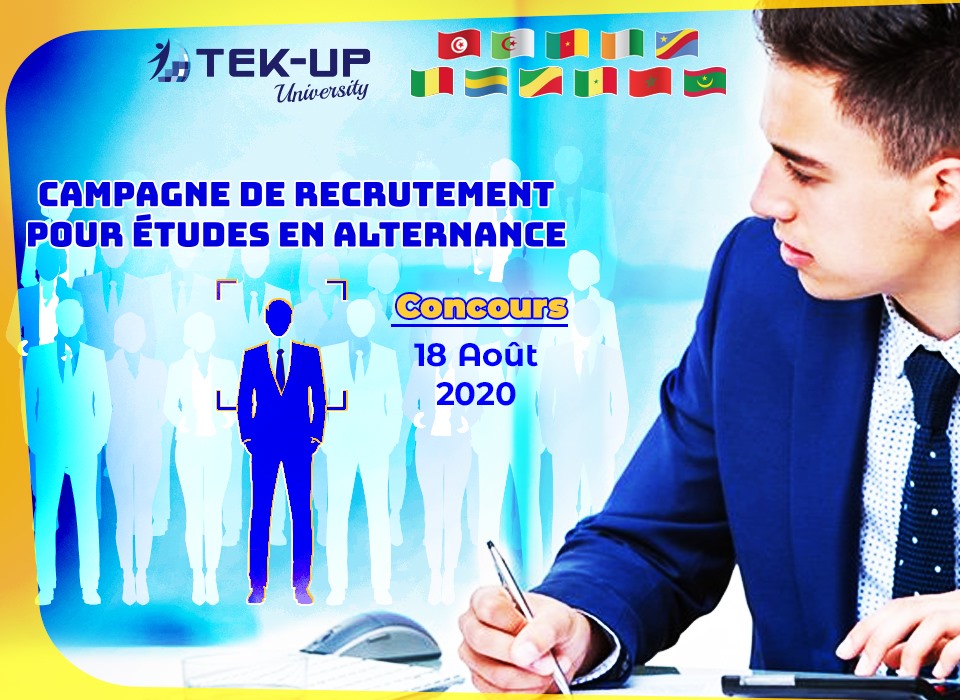 TEK-UP
University
CAMPAGNE DE RECRUTEMENT
POUR ÉTUDES EN ALTERNANCE
Concours
18 Août
2020